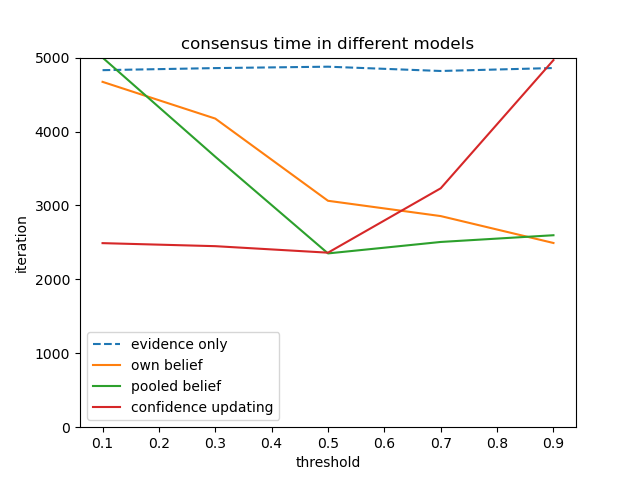 consensus time in different models
5000
4000
3000
2000
1000
0
iteration
evidence only
own belief
pooled belief
confidence updating
0.1 0.2 0.3 0.4 0.5 0.6 0.7 0.8 0.9
threshold